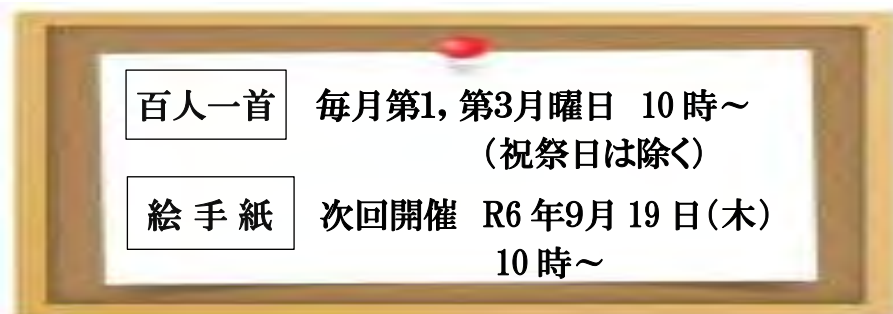 百人一首 毎月第1，第3月曜日 10時～
（祝祭日は除く）
絵手紙 次回開催 R6年9月19日（木）
10時～